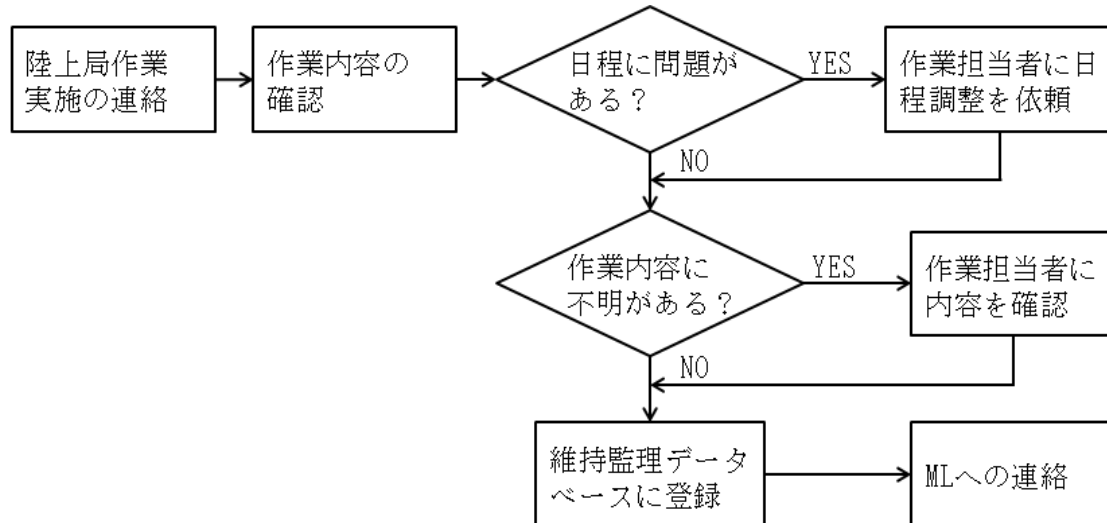 陸上局作業
実施の連絡
作業内容の
確認
日程に問題が
ある？
YES
作業担当者に日
程調整を依頼
NO
作業内容に
不明がある？
YES
作業担当者に
内容を確認
NO
維持監理データ
ベースに登録
MLへの連絡